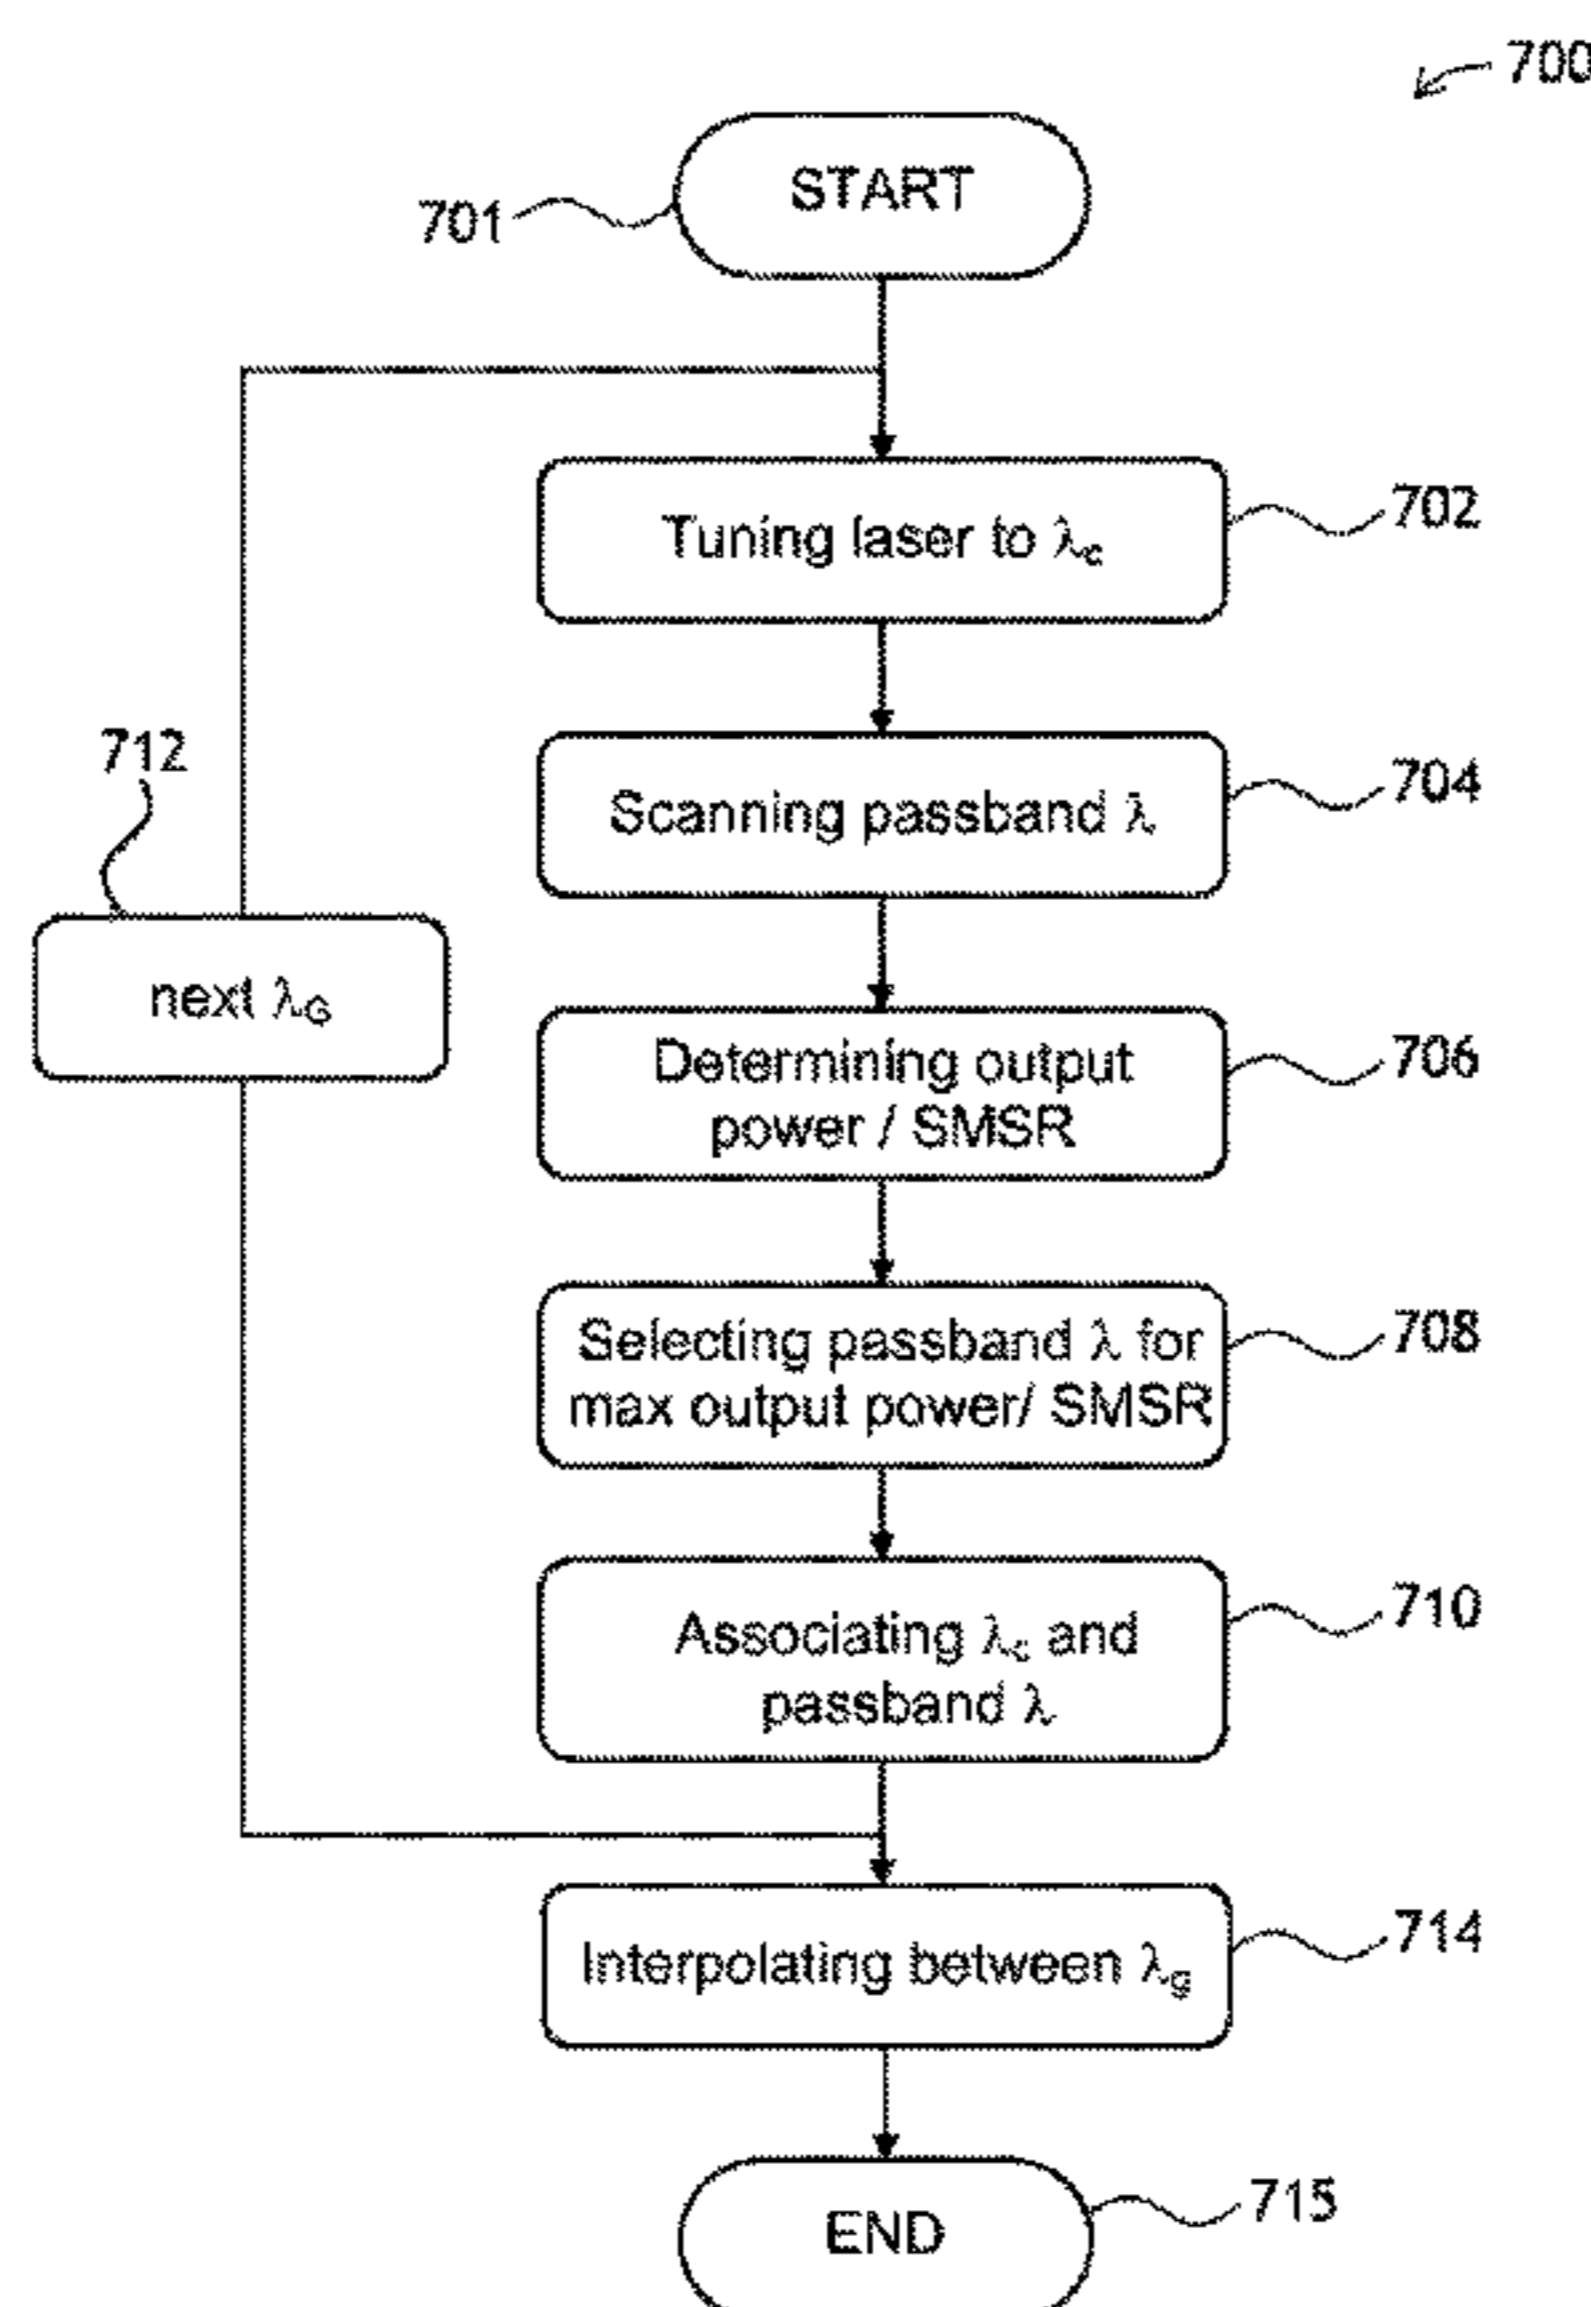 700
START
701
Tuning laser to λc
702
Scanning passband λ
704
712
next λG
Determining output
power / SMSR
706
Selecting passband λ for
max output power/ SMSR
708
Associating λc and
passband λ
710
Interpolating between λg
714
END
715